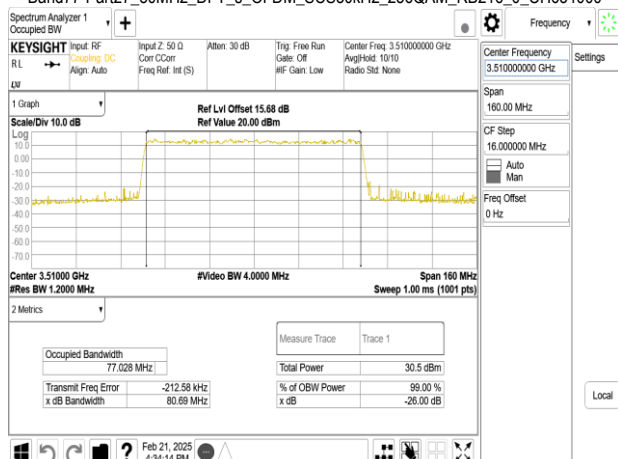 Spectrum Analyzer 1
Occupied BW
Frequency
KEYSIGHT
RL
Input: RF
Coupling: DC
Align: Auto
Input Z: 50 Ω
Corr CCorr
Freq Ref: Int (S)
Atten: 30 dB
Trig: Free Run
Gate: Off
#IF Gain: Low
Center Freq: 3.510000000 GHz
Avg|Hold: 10/10
Radio Std: None
LXI
Center Frequency
3.510000000 GHz
Settings
Span
160.00 MHz
CF Step
16.000000 MHz
Auto
Man
Freq Offset
0 Hz
Local
1 Graph
Scale/Div 10.0 dB
Ref Lvl Offset 15.68 dB
Ref Value 20.00 dBm
Log
10.0
0.00
-10.0
-20.0
-30.0
-40.0
-50.0
-60.0
-70.0
Center 3.51000 GHz
#Video BW 4.0000 MHz
Span 160 MHz
#Res BW 1.2000 MHz
Sweep 1.00 ms (1001 pts)
2 Metrics
Measure Trace
Trace 1
Occupied Bandwidth
77.028 MHz
Total Power
30.5 dBm
Transmit Freq Error
-212.58 kHz
% of OBW Power
99.00 %
x dB Bandwidth
80.69 MHz
x dB
-26.00 dB
Feb 21, 2025
4:34:14 PM